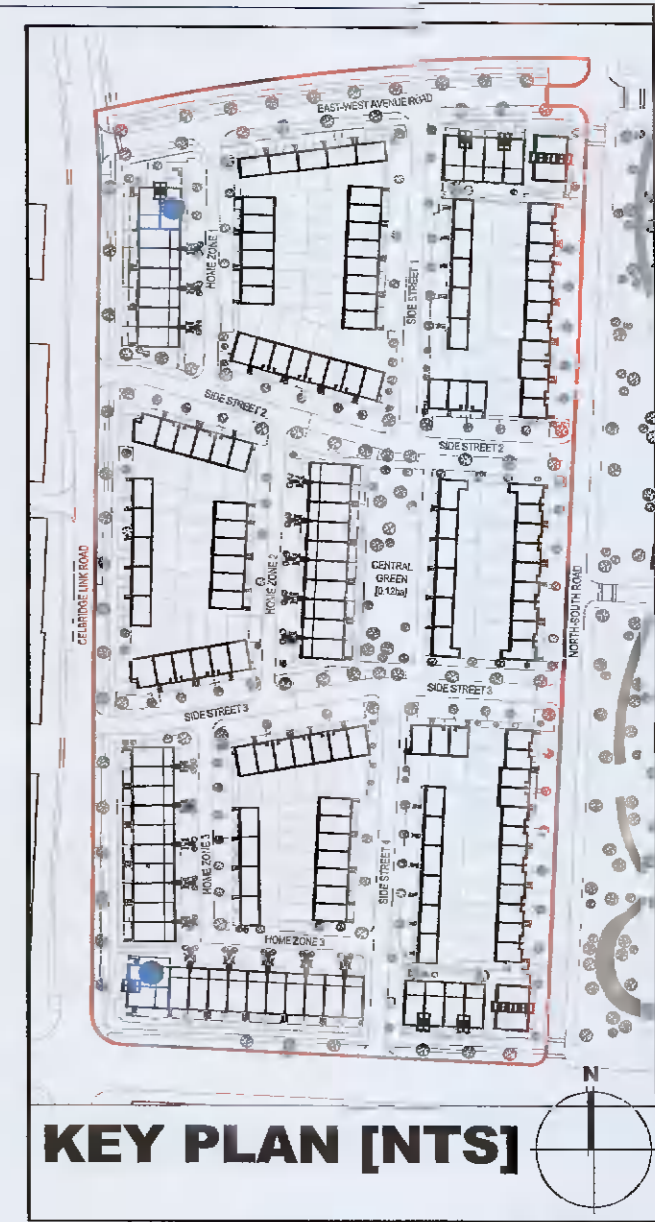 EAST-WEST AVENUE ROAD
HOME ZONE 1
SIDE STREET 1
SIDE STREET 2
SIDE STREET 2
CELBRIDGE LINK ROAD
HOME ZONE 2
CENTRAL
GREEN
[0.12ha]
NORTH-SOUTH ROAD
SIDE STREET 3
SIDE STREET 3
HOME ZONE 3
SIDE STREET 4
HOME ZONE 3
N
KEY PLAN [NTS]